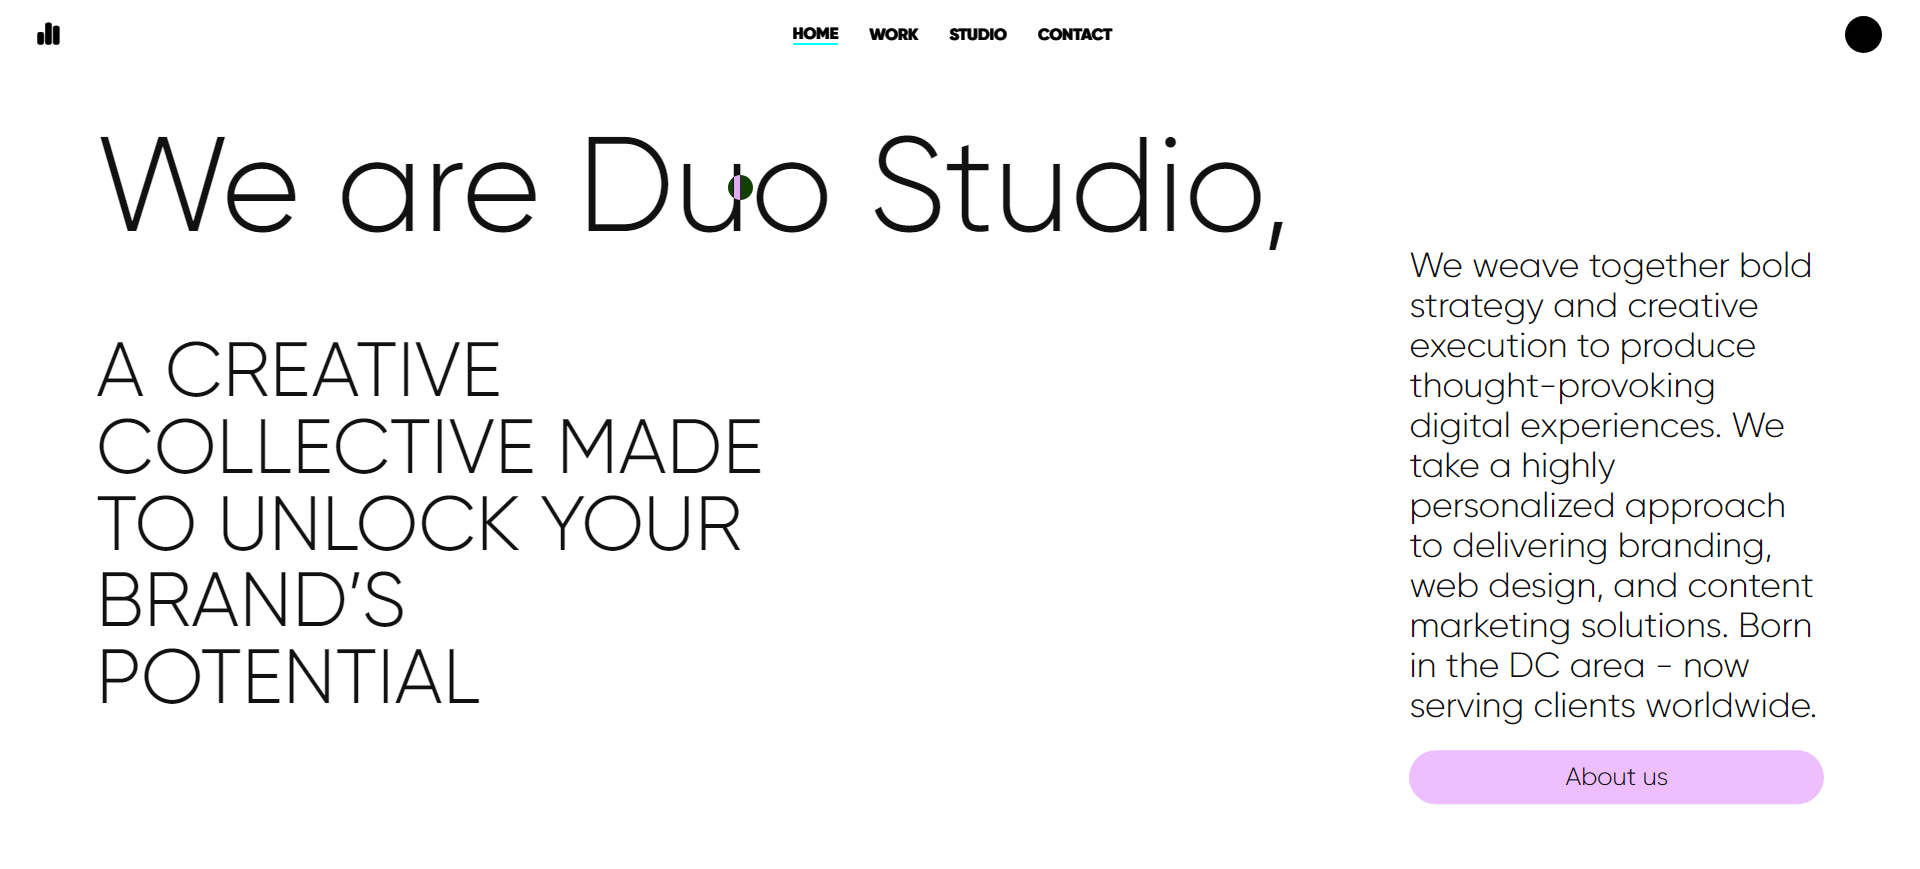 HOME WORK STUDIO CONTACT
We are Duo Studio,
A CREATIVE
COLLECTIVE MADE
TO UNLOCK YOUR
BRAND’S
POTENTIAL
We weave together bold
strategy and creative
execution to produce
thought-provoking
digital experiences. We
take a highly
personalized approach
to delivering branding,
web design, and content
marketing solutions. Born
in the DC area - now
serving clients worldwide.
About us